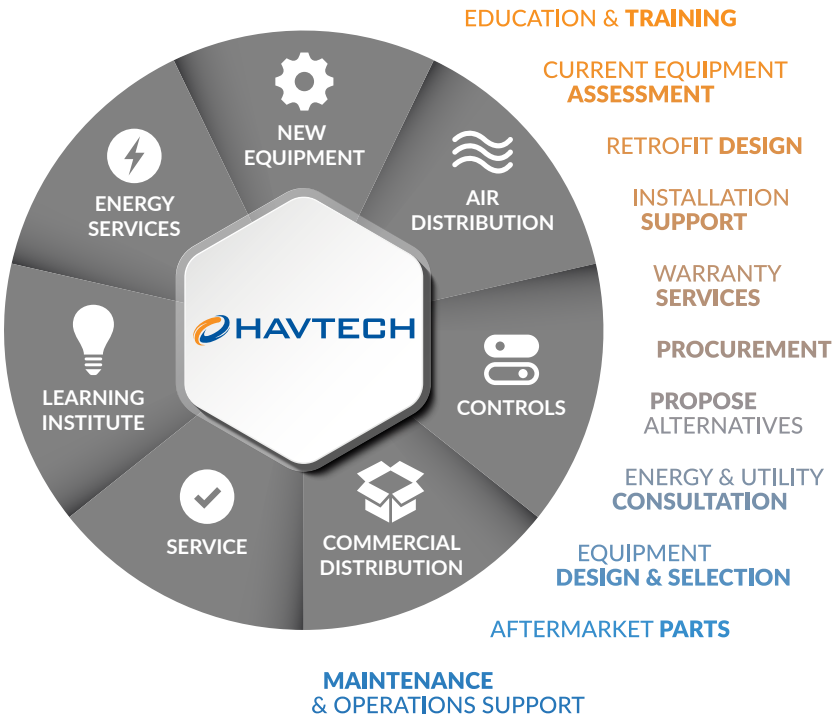 EDUCATION & TRAINING
CURRENT EQUIPMENT
ASSESSMENT
RETROFIT DESIGN
INSTALLATION
SUPPORT
WARRANTY
SERVICES
PROCUREMENT
PROPOSE
ALTERNATIVES
ENERGY & UTILITY
CONSULTATION
EQUIPMENT
DESIGN & SELECTION
AFTERMARKET PARTS
MAINTENANCE
& OPERATIONS SUPPORT
NEW
EQUIPMENT
AIR
DISTRIBUTION
CONTROLS
COMMERCIAL
DISTRIBUTION
SERVICE
LEARNING
INSTITUTE
ENERGY
SERVICES
HAVTECH